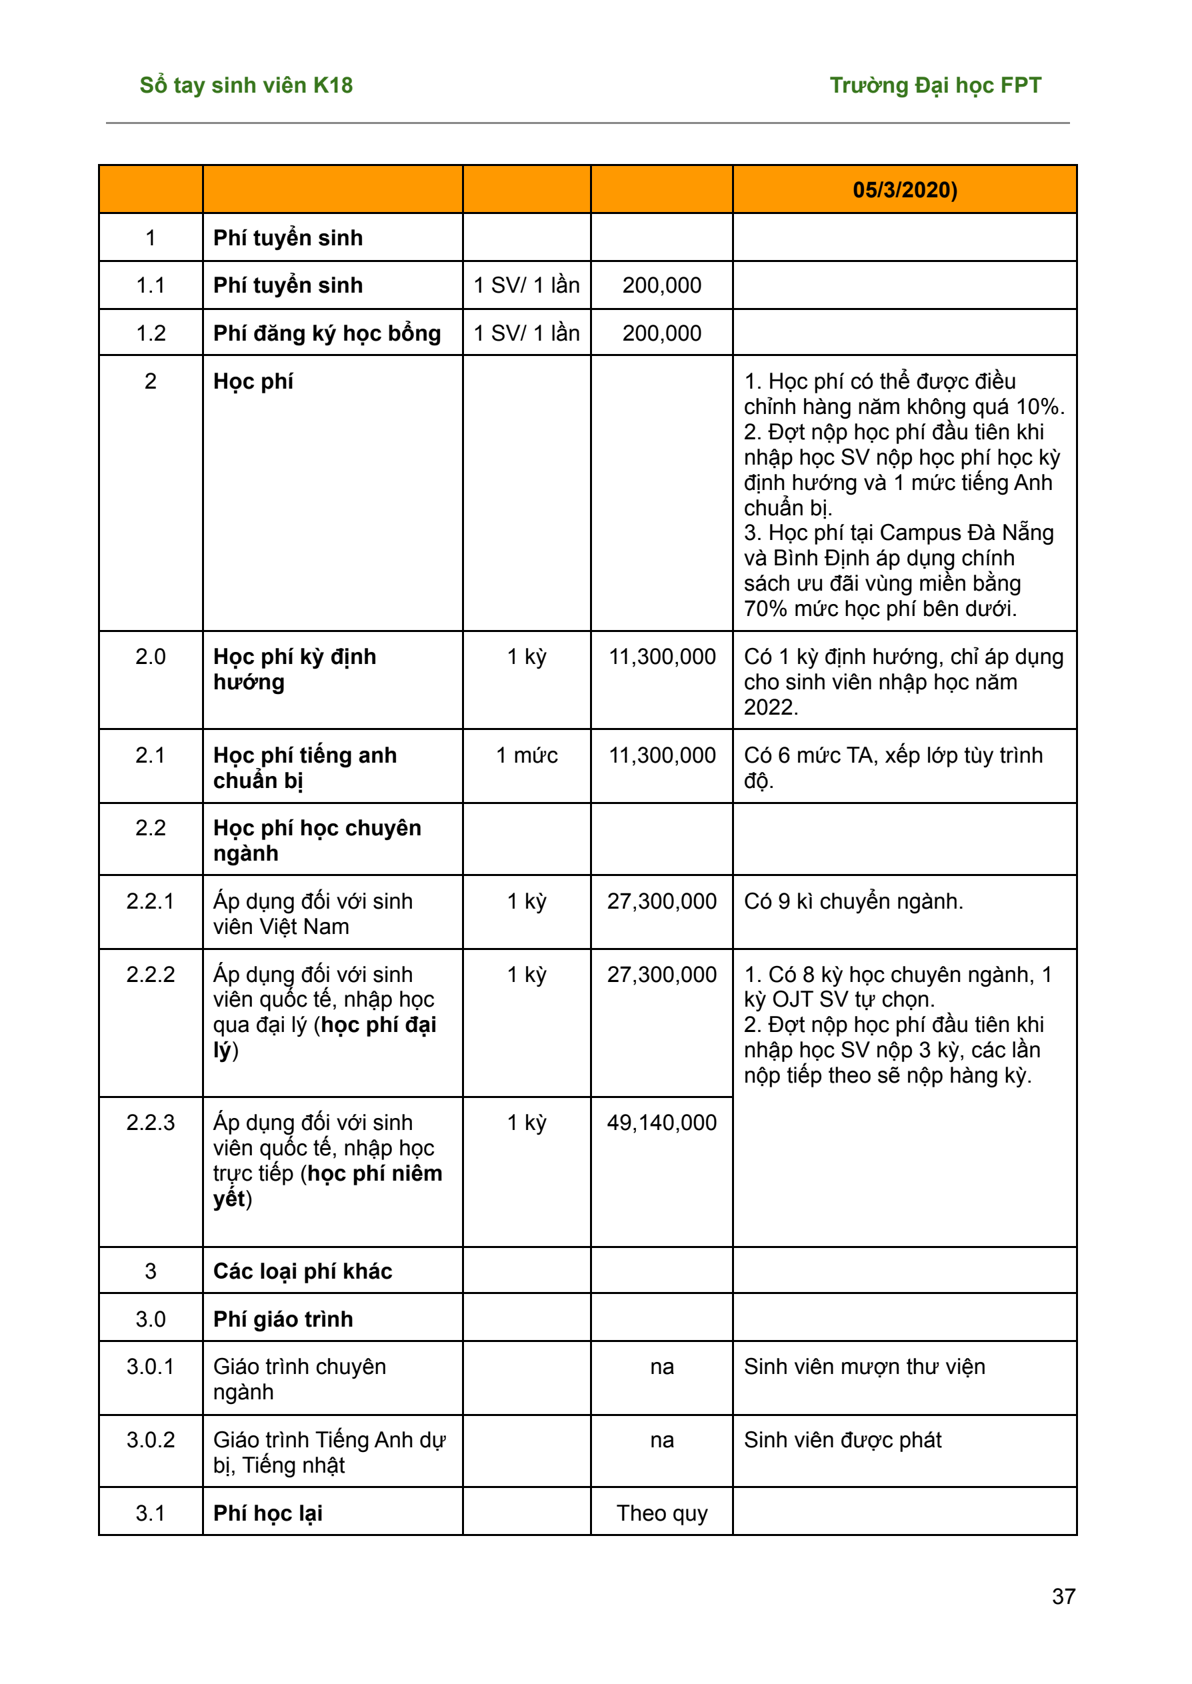 Sổ tay sinh viên K18 Trường Đại học FPT
05/3/2020)
1 Phí tuyển sinh
1.1 Phí tuyển sinh 1 SV/ 1 lần 200,000
1.2 Phí đăng ký học bổng 1 SV/ 1 lần 200,000
2 Học phí 1. Học phí có thể được điều
chỉnh hàng năm không quá 10%.
2. Đợt nộp học phí đầu tiên khi
nhập học SV nộp học phí học kỳ
định hướng và 1 mức tiếng Anh
chuẩn bị.
3. Học phí tại Campus Đà Nẵng
và Bình Định áp dụng chính
sách ưu đãi vùng miền bằng
70% mức học phí bên dưới.
2.0 Học phí kỳ định 1 kỳ 11,300,000 Có 1 kỳ định hướng, chỉ áp dụng
hướng cho sinh viên nhập học năm
2022.
2.1 Học phí tiếng anh 1 mức 11,300,000 Có 6 mức TA, xếp lớp tùy trình
chuẩn bị độ.
2.2 Học phí học chuyên
ngành
2.2.1 Áp dụng đối với sinh 1 kỳ 27,300,000 Có 9 kì chuyển ngành.
viên Việt Nam
2.2.2 Áp dụng đối với sinh 1 kỳ 27,300,000 1. Có 8 kỳ học chuyên ngành, 1
viên quốc tế, nhập học kỳ OJT SV tự chọn.
qua đại lý (học phí đại 2. Đợt nộp học phí đầu tiên khi
lý) nhập học SV nộp 3 kỳ, các lần
nộp tiếp theo sẽ nộp hàng kỳ.
2.2.3 Áp dụng đối với sinh 1 kỳ 49,140,000
viên quốc tế, nhập học
trực tiếp (học phí niêm
yết)
3 Các loại phí khác
3.0 Phí giáo trình
3.0.1 Giáo trình chuyên na Sinh viên mượn thư viện
ngành
3.0.2 Giáo trình Tiếng Anh dự na Sinh viên được phát
bị, Tiếng nhật
3.1 Phí học lại Theo quy
37